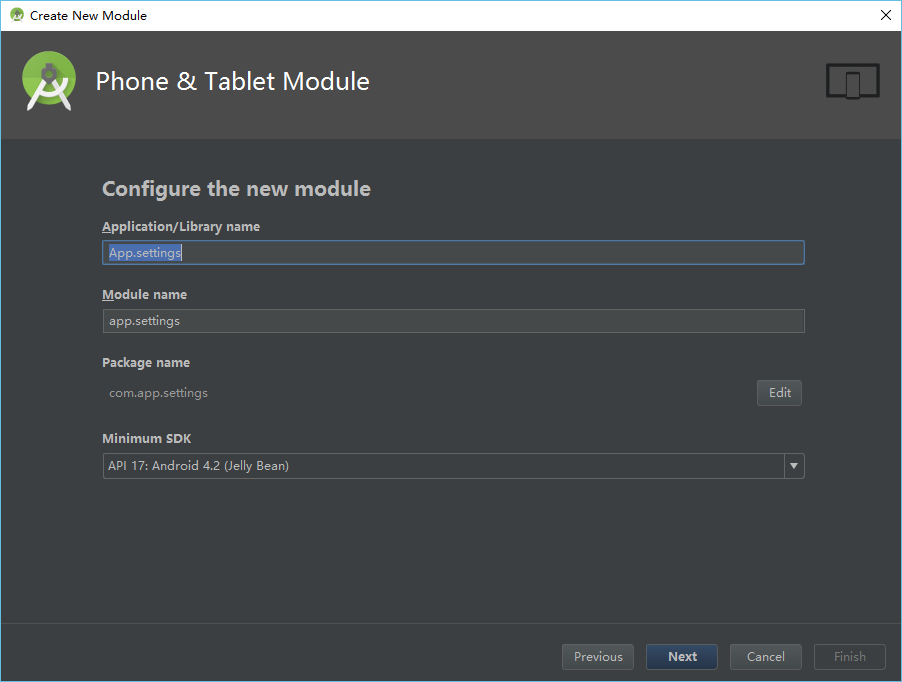 Create New Module
Phone & Tablet Module
Configure the new module
Application/Library name
App.settings
Module name
app.settings
Package name
com.app.settings
Edit
Minimum SDK
API 17: Android 4.2 (Jelly Bean)
Previous
Next
Cancel
Finish